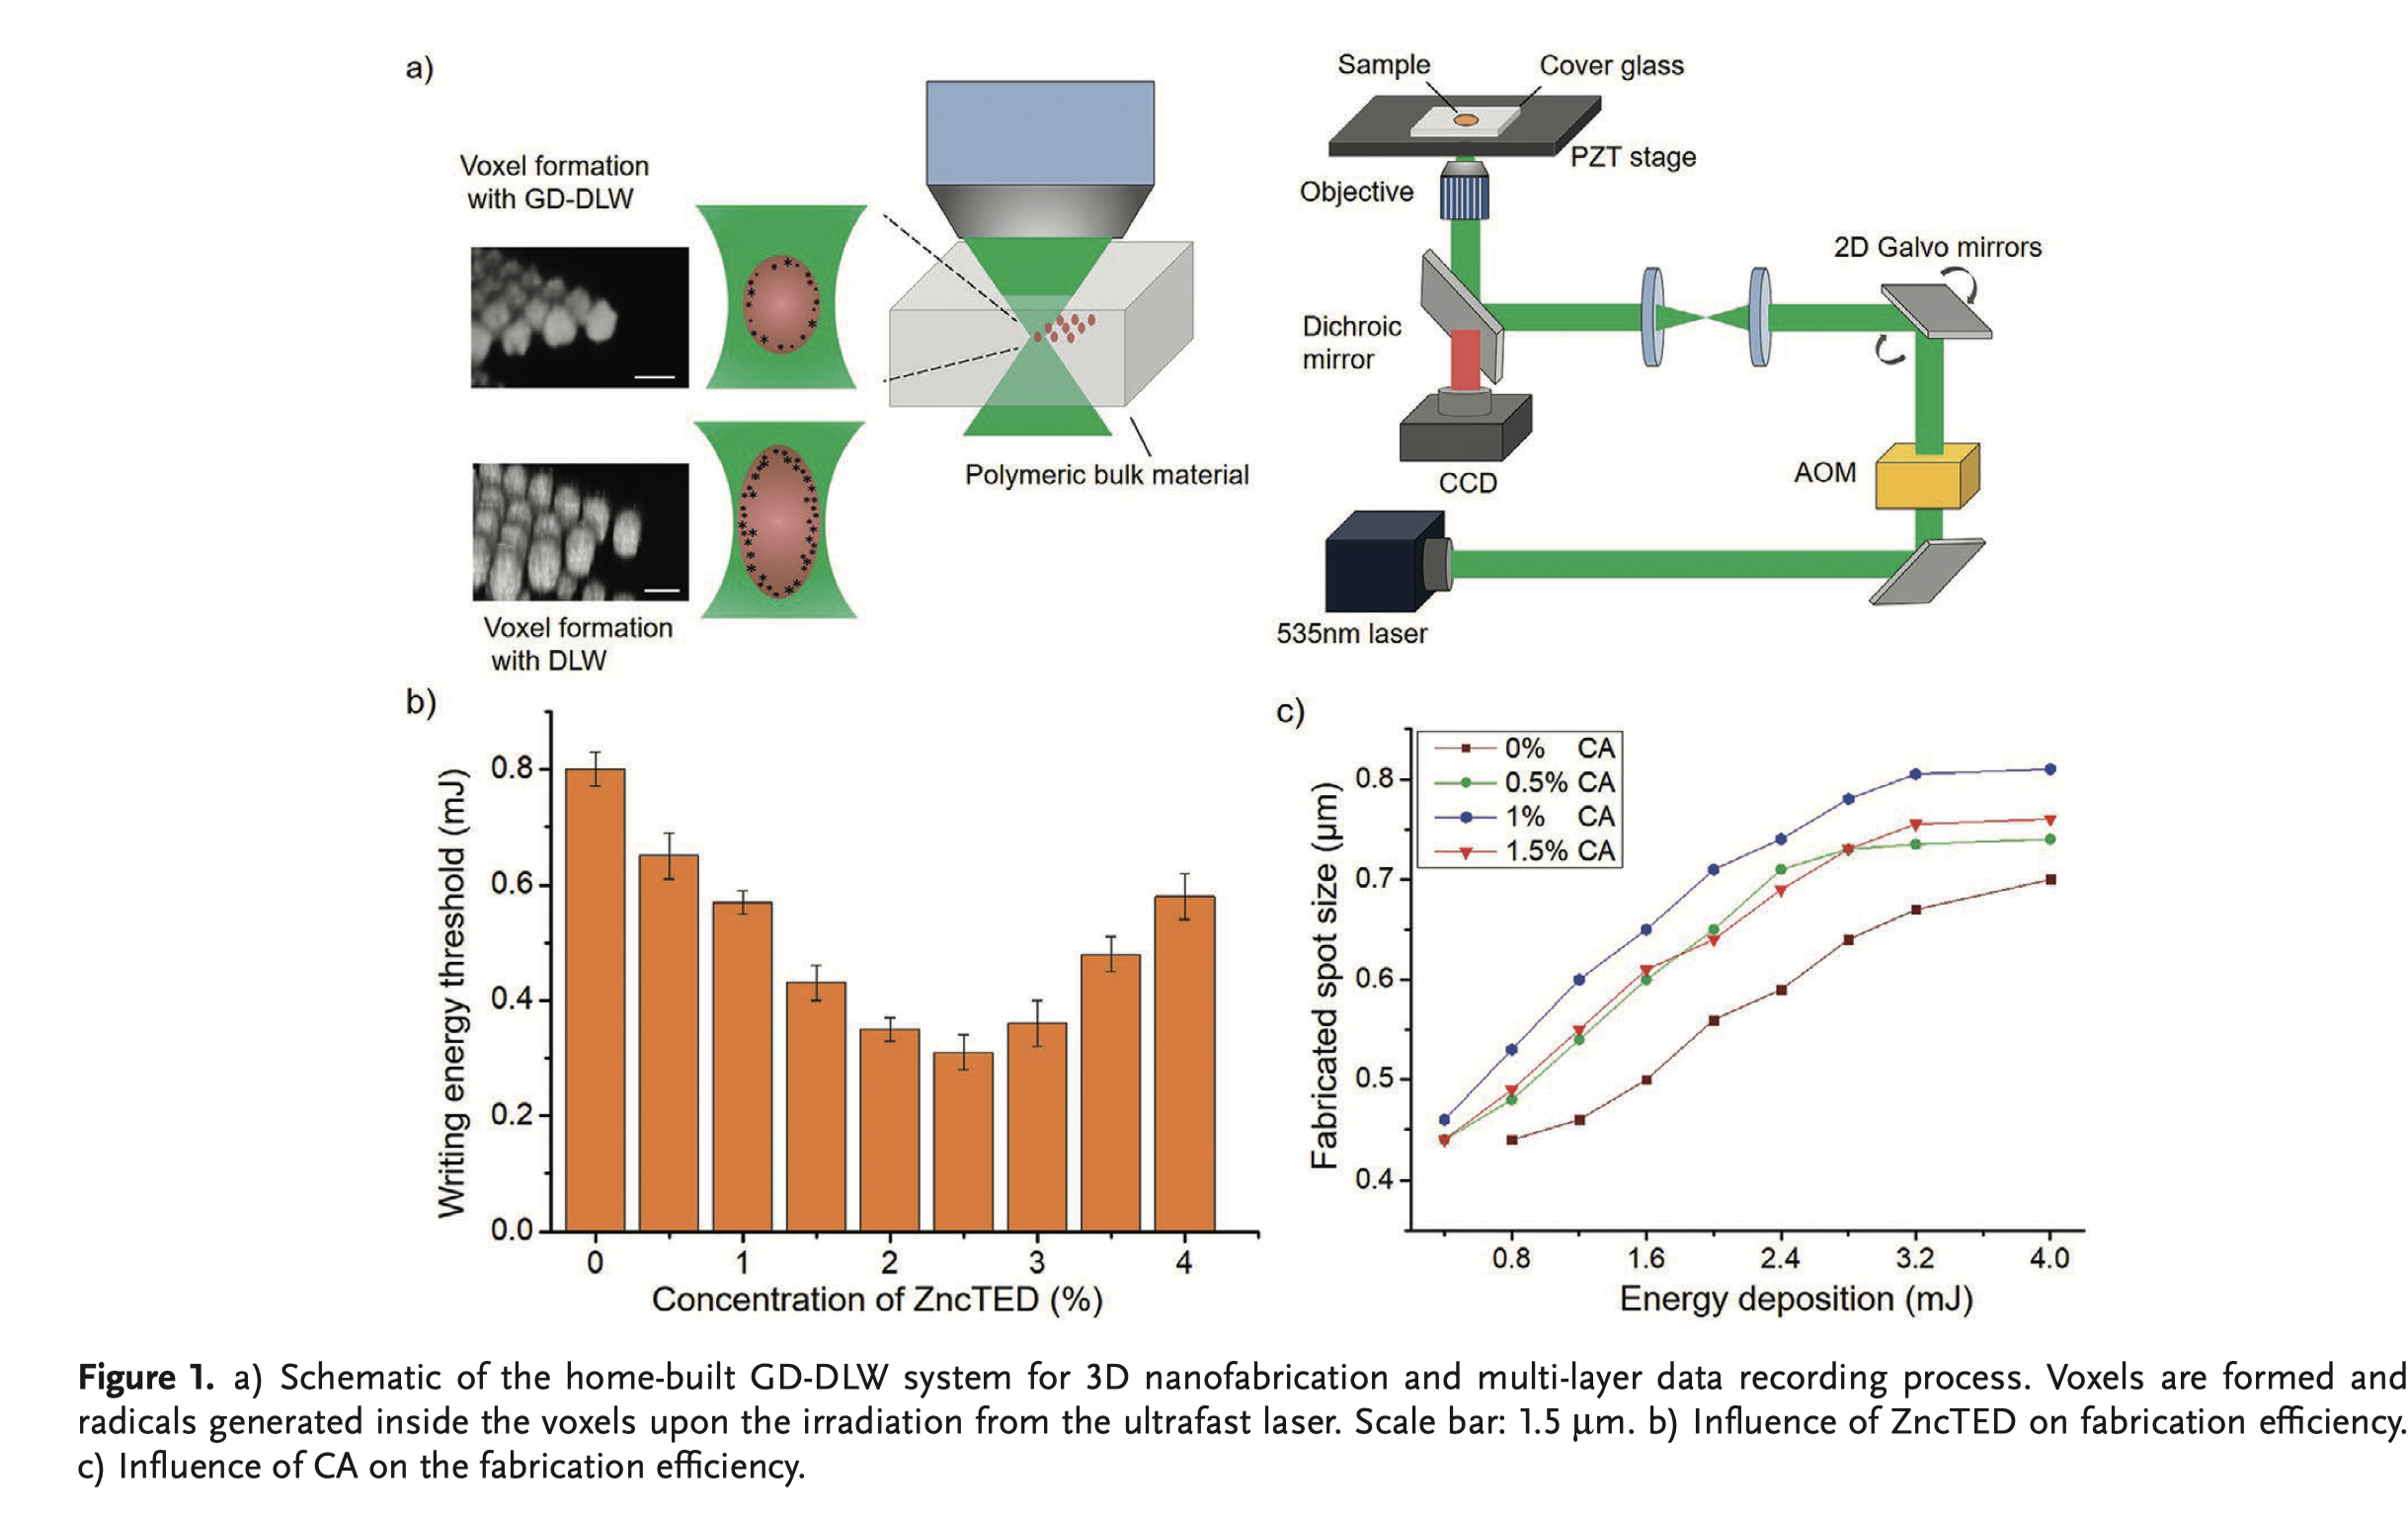 a)
Voxel formation
with GD-DLW
Voxel formation
with DLW
Polymeric bulk material
Sample
Cover glass
PZT stage
Objective
2D Galvo mirrors
Dichroic
mirror
CCD
AOM
535nm laser
b)
Writing energy threshold (mJ)
0.8
0.6
0.4
0.2
0.0
0 1 2 3 4
Concentration of ZncTED (%)
c)
0% CA
0.5% CA
1% CA
1.5% CA
Fabricated spot size (μm)
0.8
0.7
0.6
0.5
0.4
0.8 1.6 2.4 3.2 4.0
Energy deposition (mJ)
Figure 1. a) Schematic of the home-built GD-DLW system for 3D nanofabrication and multi-layer data recording process. Voxels are formed and
radicals generated inside the voxels upon the irradiation from the ultrafast laser. Scale bar: 1.5 μm. b) Influence of ZncTED on fabrication efficiency.
c) Influence of CA on the fabrication efficiency.